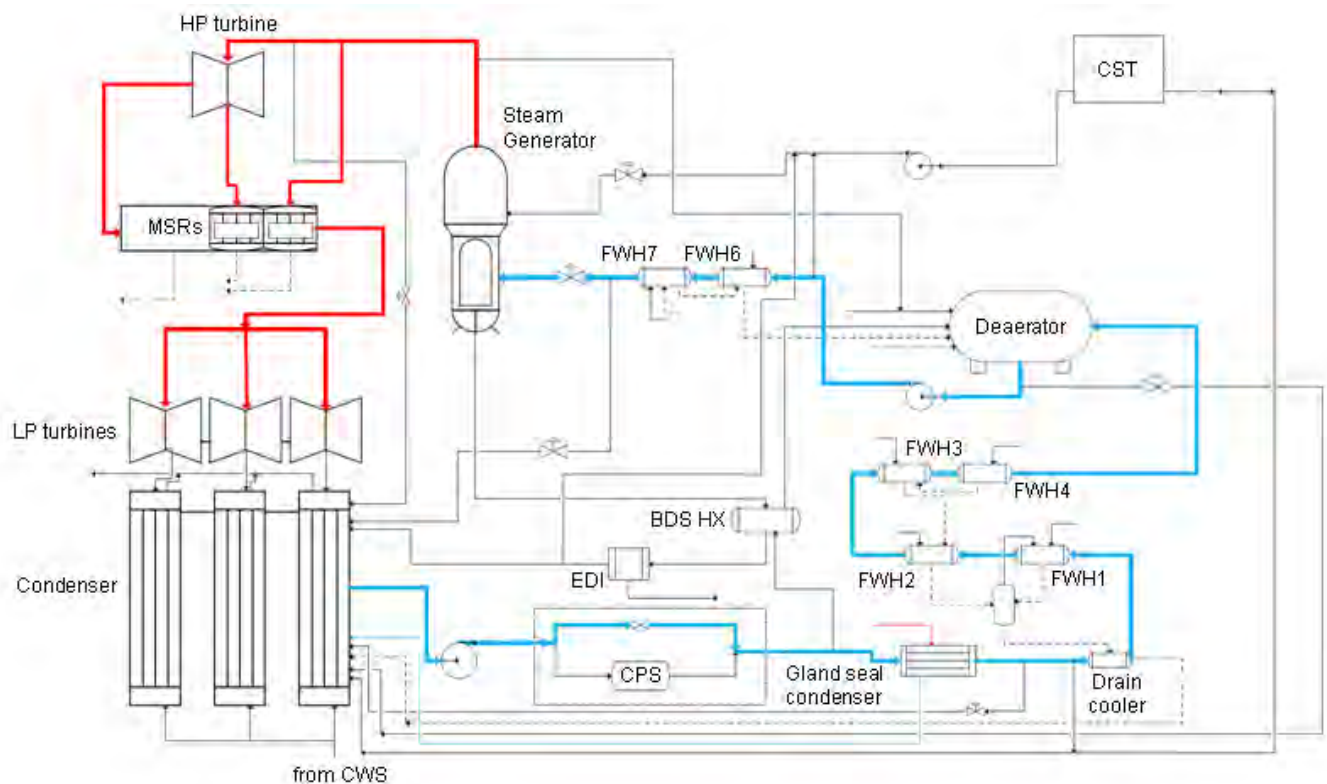 HP turbine
CST
Steam
Generator
MSRs
FWH7
FWH6
Deaerator
LP turbines
FWH3
FWH4
BDS HX
EDI
FWH2
FWH1
Condenser
CPS
Gland seal
condenser
Drain
cooler
from CWS